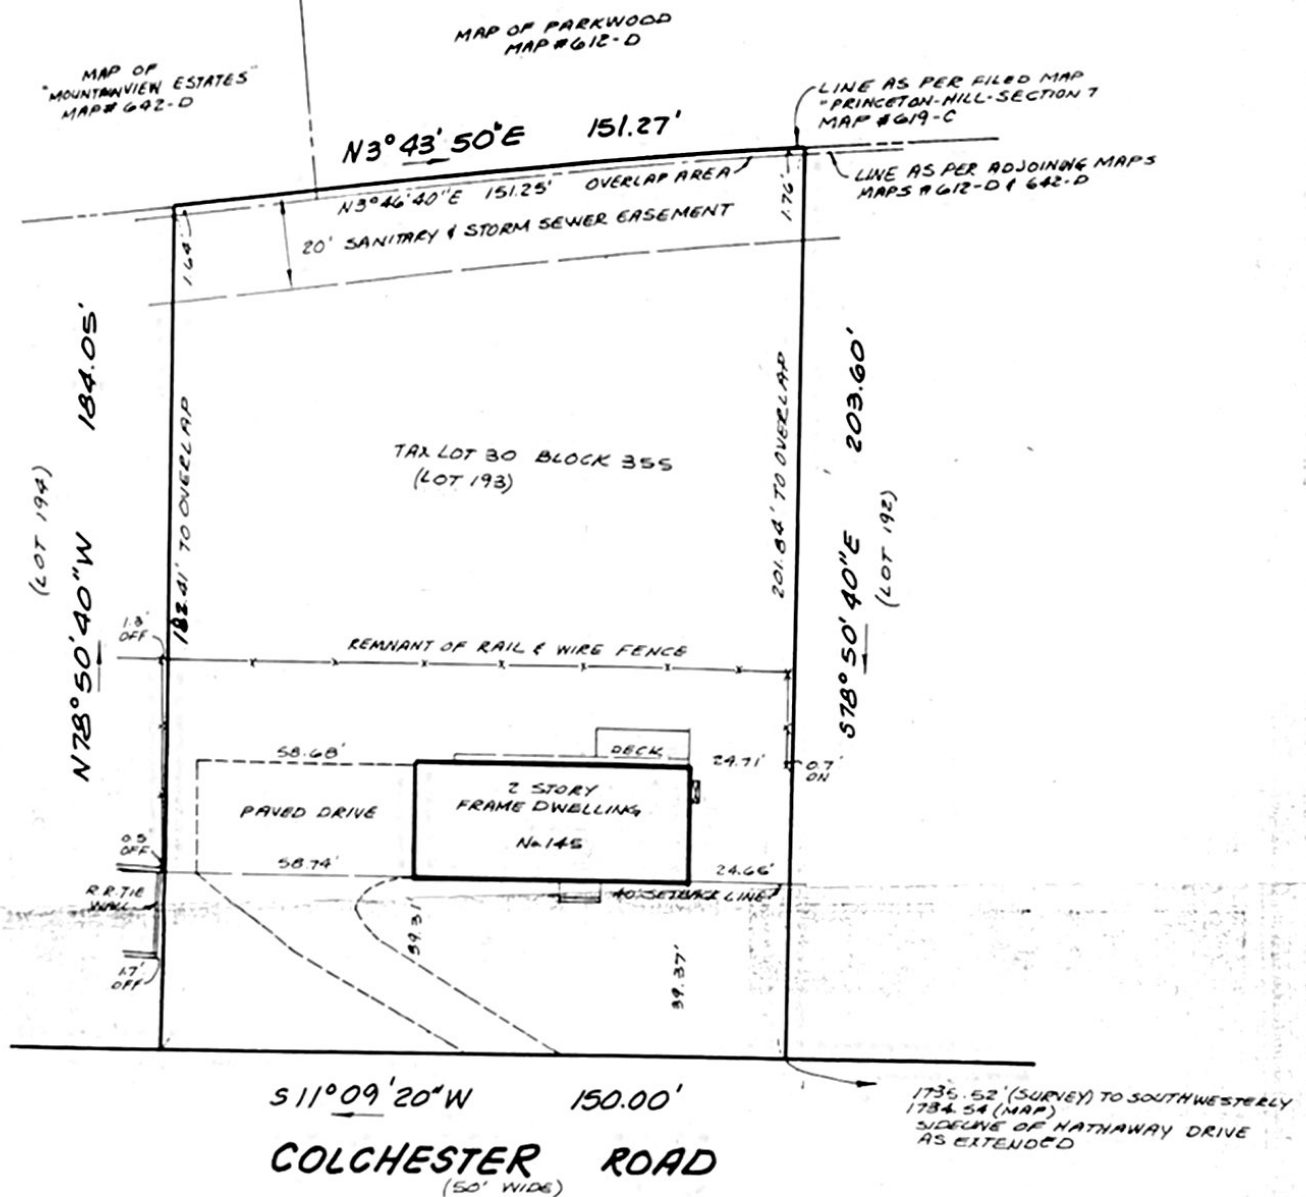 MAP OF PARKWOOD
MAP #612-D
MAP OF
"MOUNTAINVIEW ESTATES"
MAP# 642-D
LINE AS PER FILED MAP
"PRINCETON-HILL-SECTION 7
MAP #619-C
N3° 43' 50"E 151.27'
LINE AS PER ADJOINING MAPS
MAPS #612-D & 642-D
N3°46'40"E 151.25' OVERLAP AREA
1.76'
20' SANITARY & STORM SEWER EASEMENT
1.64'
184.05'
203.60'
182.41' TO OVERLAP
201.84' TO OVERLAP
TAX LOT 30 BLOCK 355
(LOT 193)
(LOT 194)
(LOT 192)
N78° 50' 40"W
S78° 50' 40"E
1.3'
OFF
REMNANT OF RAIL & WIRE FENCE
58.68'
DECK
24.71'
0.7'
ON
2 STORY
FRAME DWELLING
No. 145
PAVED DRIVE
0.5
OFF
58.74'
24.66'
R.R. TIE
WALL
40' SETBACK LINE
39.31'
39.37'
1.7'
OFF
S 11° 09' 20" W 150.00'
1735.52' (SURVEY) TO SOUTHWESTERLY
1734.54 (MAP)
SIDELINE OF HATHAWAY DRIVE
AS EXTENDED
COLCHESTER ROAD
(50' WIDE)